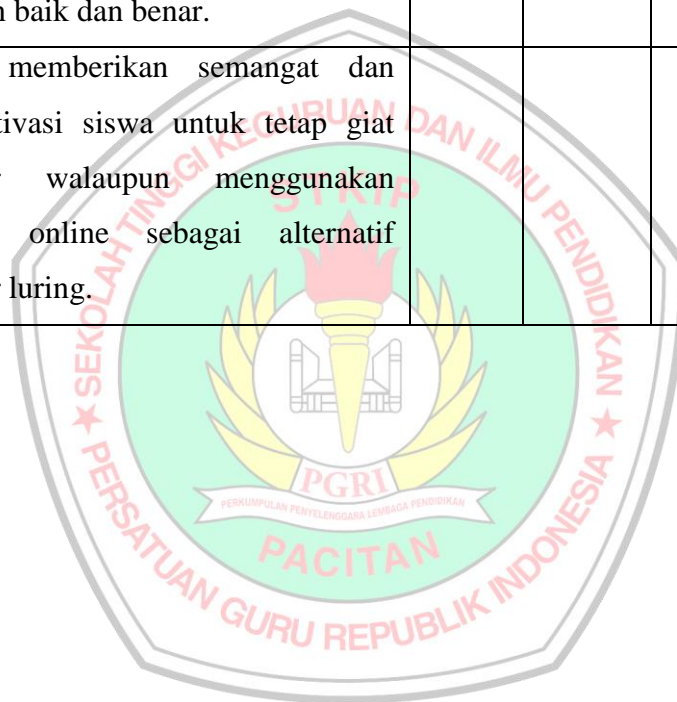 n baik dan benar.
memberikan semangat dan
tivasi siswa untuk tetap giat
walaupun menggunakan
online sebagai alternatif
luring.
SEKOLAH TINGGI KEGURUAN DAN ILMU PENDIDIKAN
STKIP
PGRI
PERKUMPULAN PENYELENGGARA LEMBAGA PENDIDIKAN
PACITAN
PERSATUAN GURU REPUBLIK INDONESIA